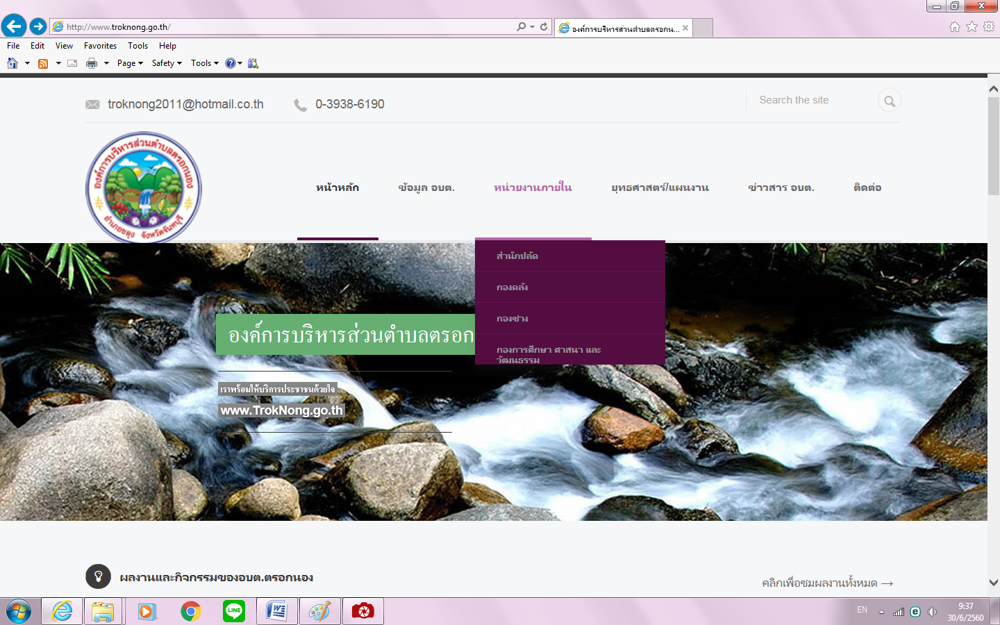 http://www.troknong.go.th/
องค์การบริหารส่วนตำบลตรอกน...
File Edit View Favorites Tools Help
Page Safety Tools
troknong2011@hotmail.co.th 0-3938-6190 Search the site
องค์การบริหารส่วนตำบลตรอกนอง
อำเภอขลุง จังหวัดจันทบุรี
หน้าหลัก ข้อมูล อบต. หน่วยงานภายใน ยุทธศาสตร์/แผนงาน ข่าวสาร อบต. ติดต่อ
สำนักปลัด
กองคลัง
กองช่าง
กองการศึกษา ศาสนา และ
วัฒนธรรม
องค์การบริหารส่วนตำบลตรอก
เราพร้อมให้บริการประชาชนด้วยใจ
www.TrokNong.go.th
ผลงานและกิจกรรมของอบต.ตรอกนอง
คลิกเพื่อชมผลงานทั้งหมด →
LINE
EN
9:37
30/6/2560